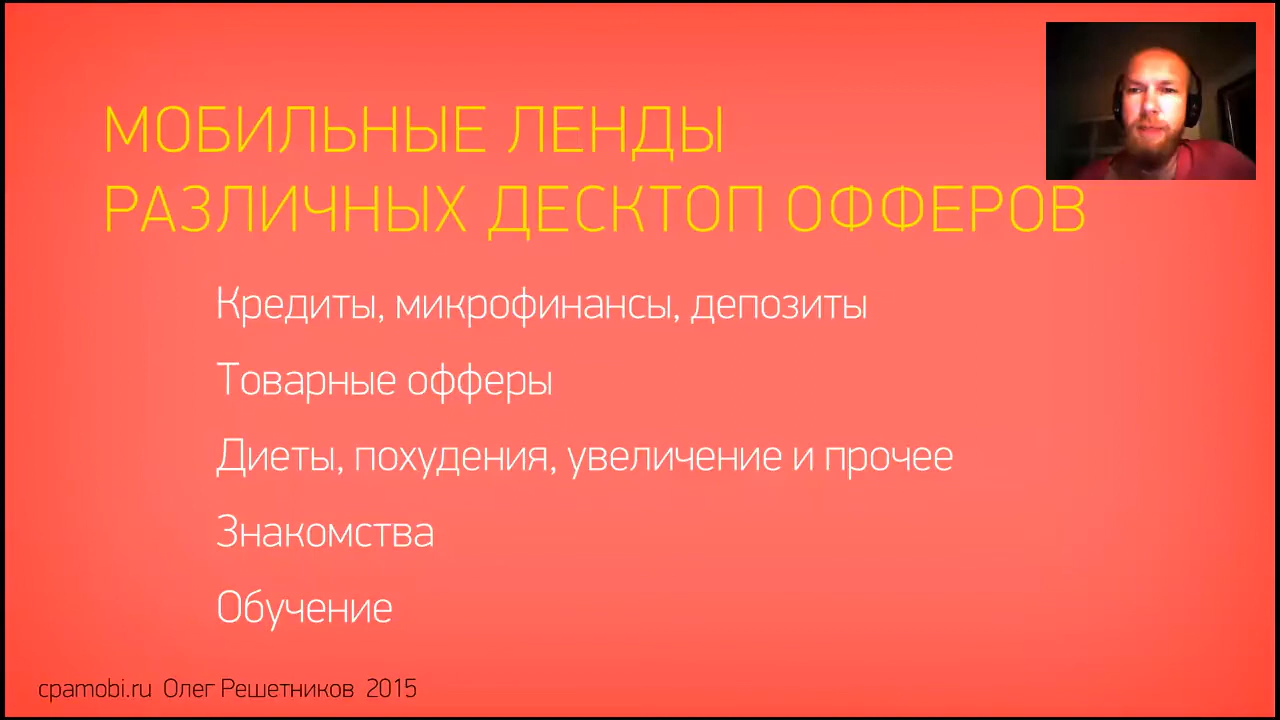 МОБИЛЬНЫЕ ЛЕНДЫ
РАЗЛИЧНЫХ ДЕСКТОП ОФФЕРОВ
Кредиты, микрофинансы, депозиты
Товарные офферы
Диеты, похудения, увеличение и прочее
Знакомства
Обучение
cpamobi.ru Олег Решетников 2015